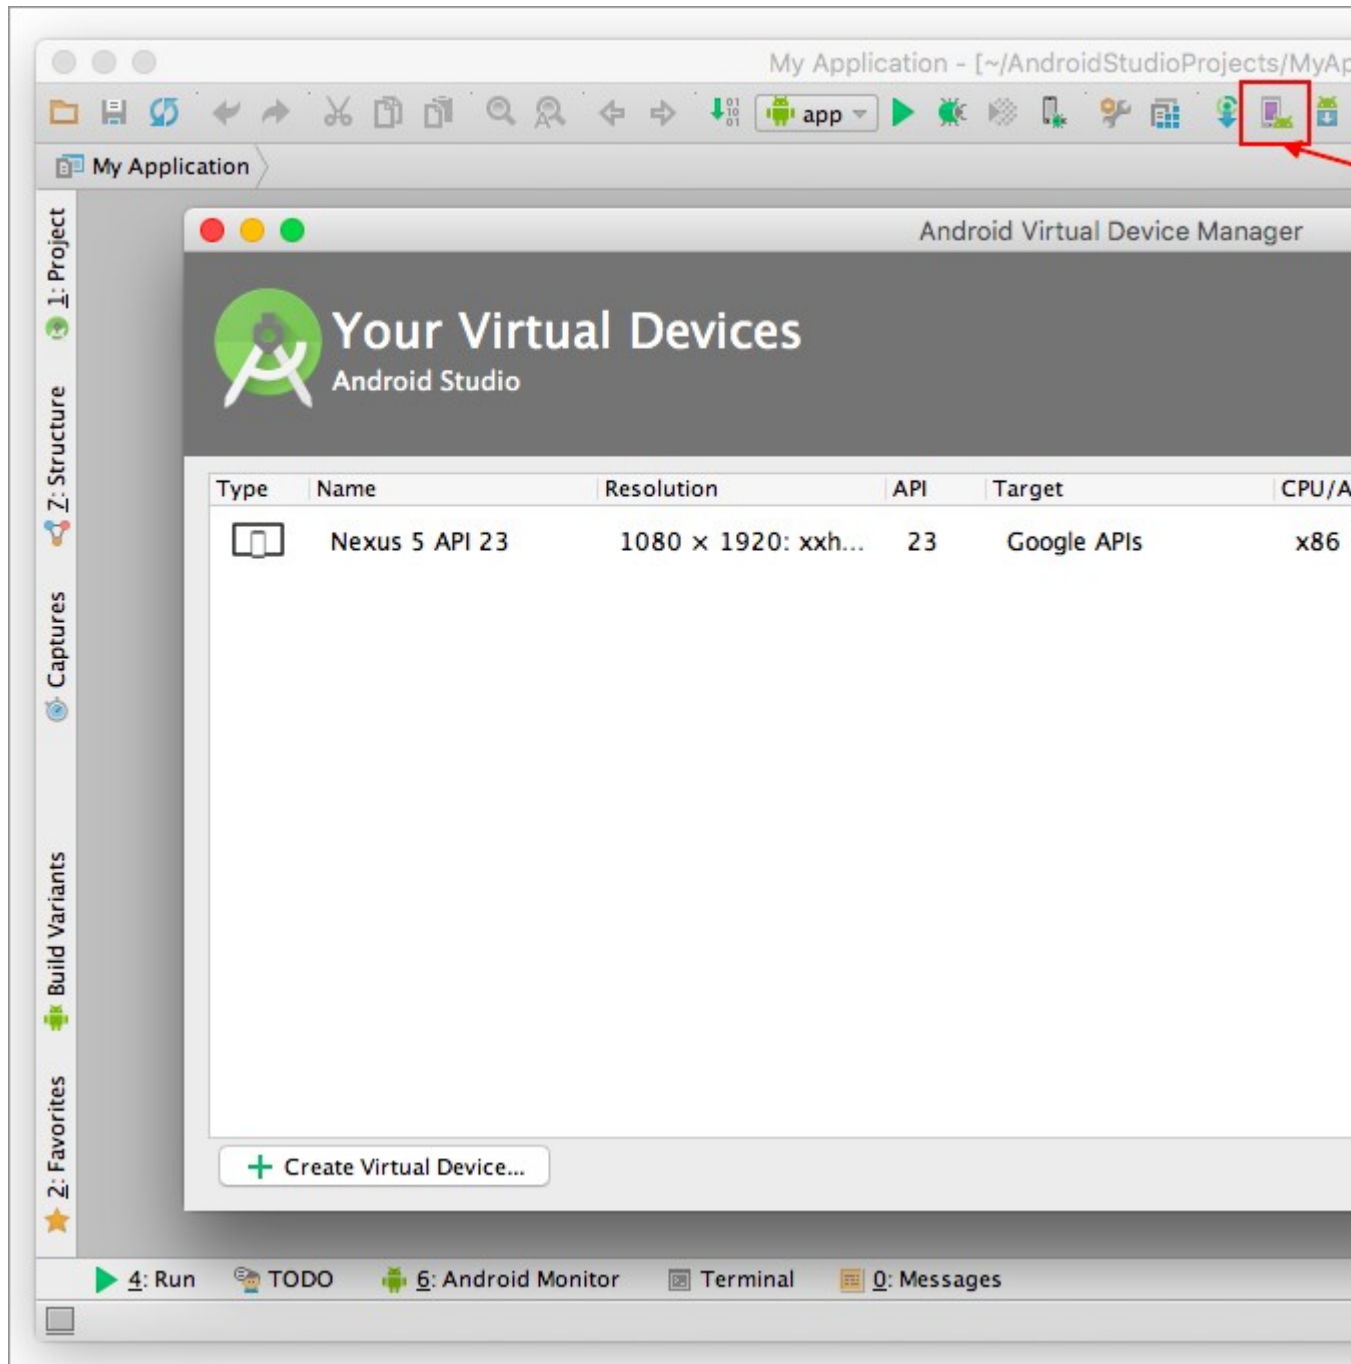 My Application - [~/AndroidStudioProjects/MyAp
app
My Application
1: Project
Android Virtual Device Manager
Your Virtual Devices
Android Studio
7: Structure
Type Name Resolution API Target CPU/A
Nexus 5 API 23 1080 × 1920: xxh... 23 Google APIs x86
Captures
Build Variants
2: Favorites
Create Virtual Device...
4: Run TODO 6: Android Monitor Terminal 0: Messages